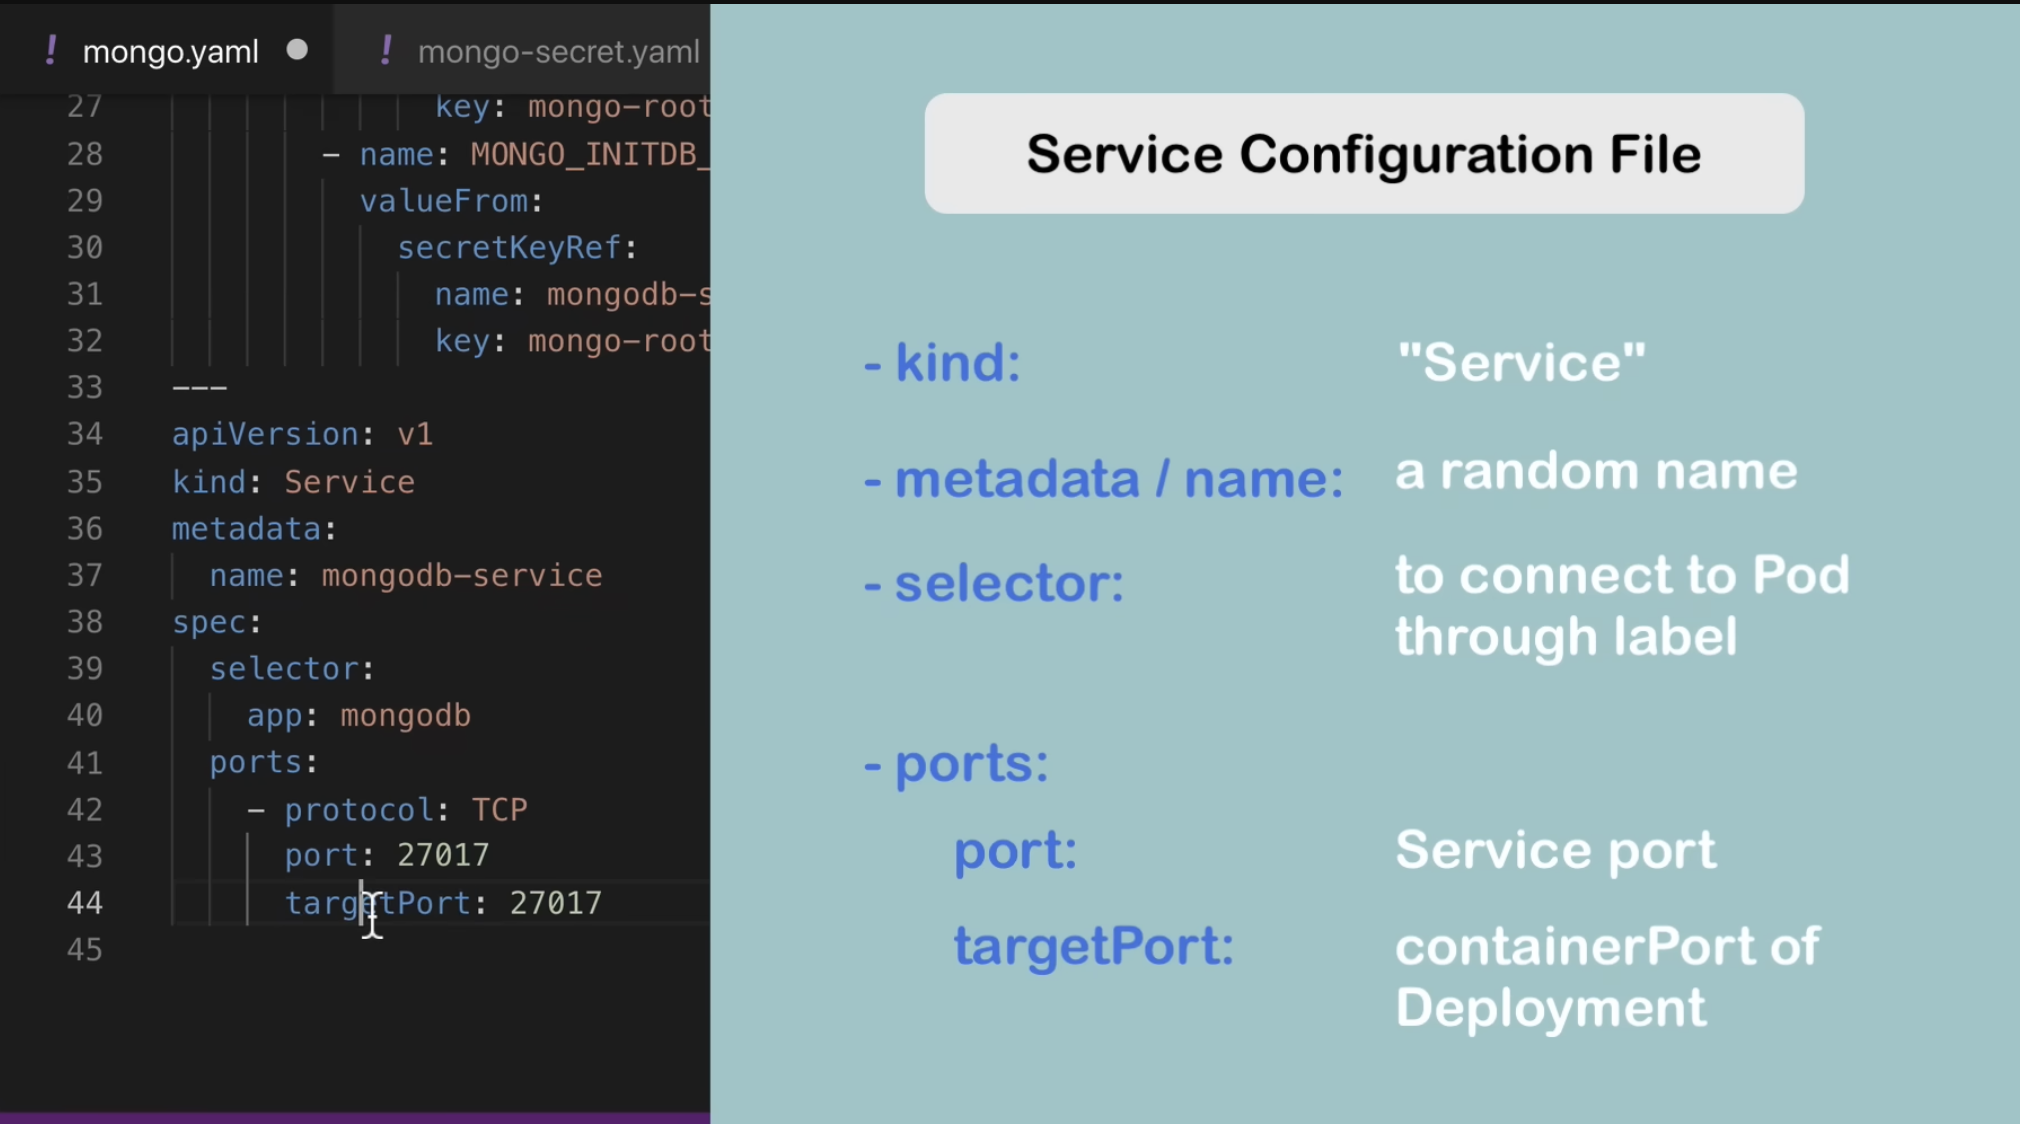 ! mongo.yaml ● ! mongo-secret.yaml
27 key: mongo-root
28 - name: MONGO_INITDB_
29 valueFrom:
30 secretKeyRef:
31 name: mongodb-s
32 key: mongo-root
33 ---
34 apiVersion: v1
35 kind: Service
36 metadata:
37 name: mongodb-service
38 spec:
39 selector:
40 app: mongodb
41 ports:
42 - protocol: TCP
43 port: 27017
44 targetPort: 27017
45
Service Configuration File
- kind: "Service"
- metadata / name: a random name
- selector: to connect to Pod
through label
- ports:
port: Service port
targetPort: containerPort of
Deployment